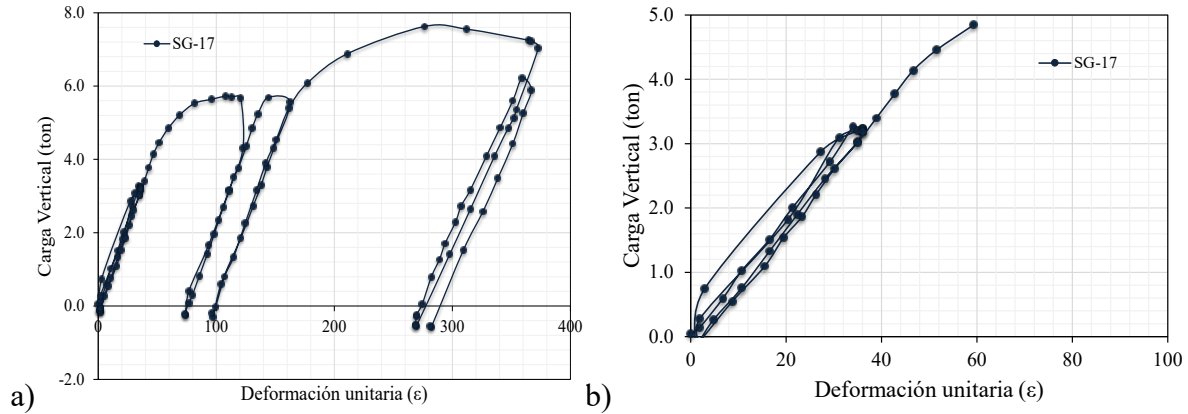 8.0
6.0
4.0
2.0
0.0
-2.0
0
100
200
300
400
SG-17
Carga Vertical (ton)
Deformación unitaria (ε)
a)
5.0
4.0
3.0
2.0
1.0
0.0
0
20
40
60
80
100
SG-17
Carga Vertical (ton)
Deformación unitaria (ε)
b)